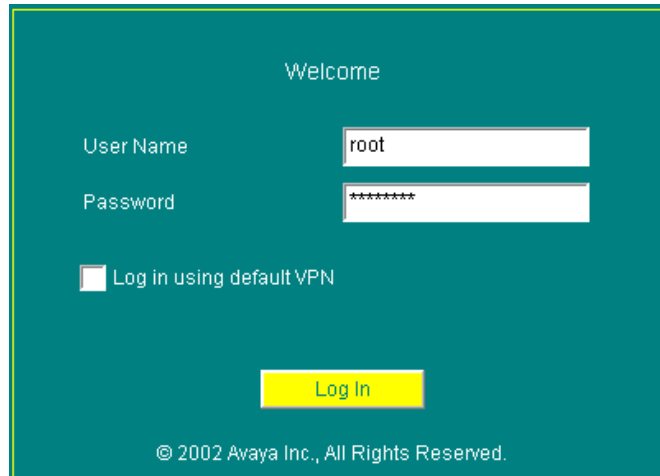 Welcome
User Name root
Password ********
Log in using default VPN
Log In
© 2002 Avaya Inc., All Rights Reserved.